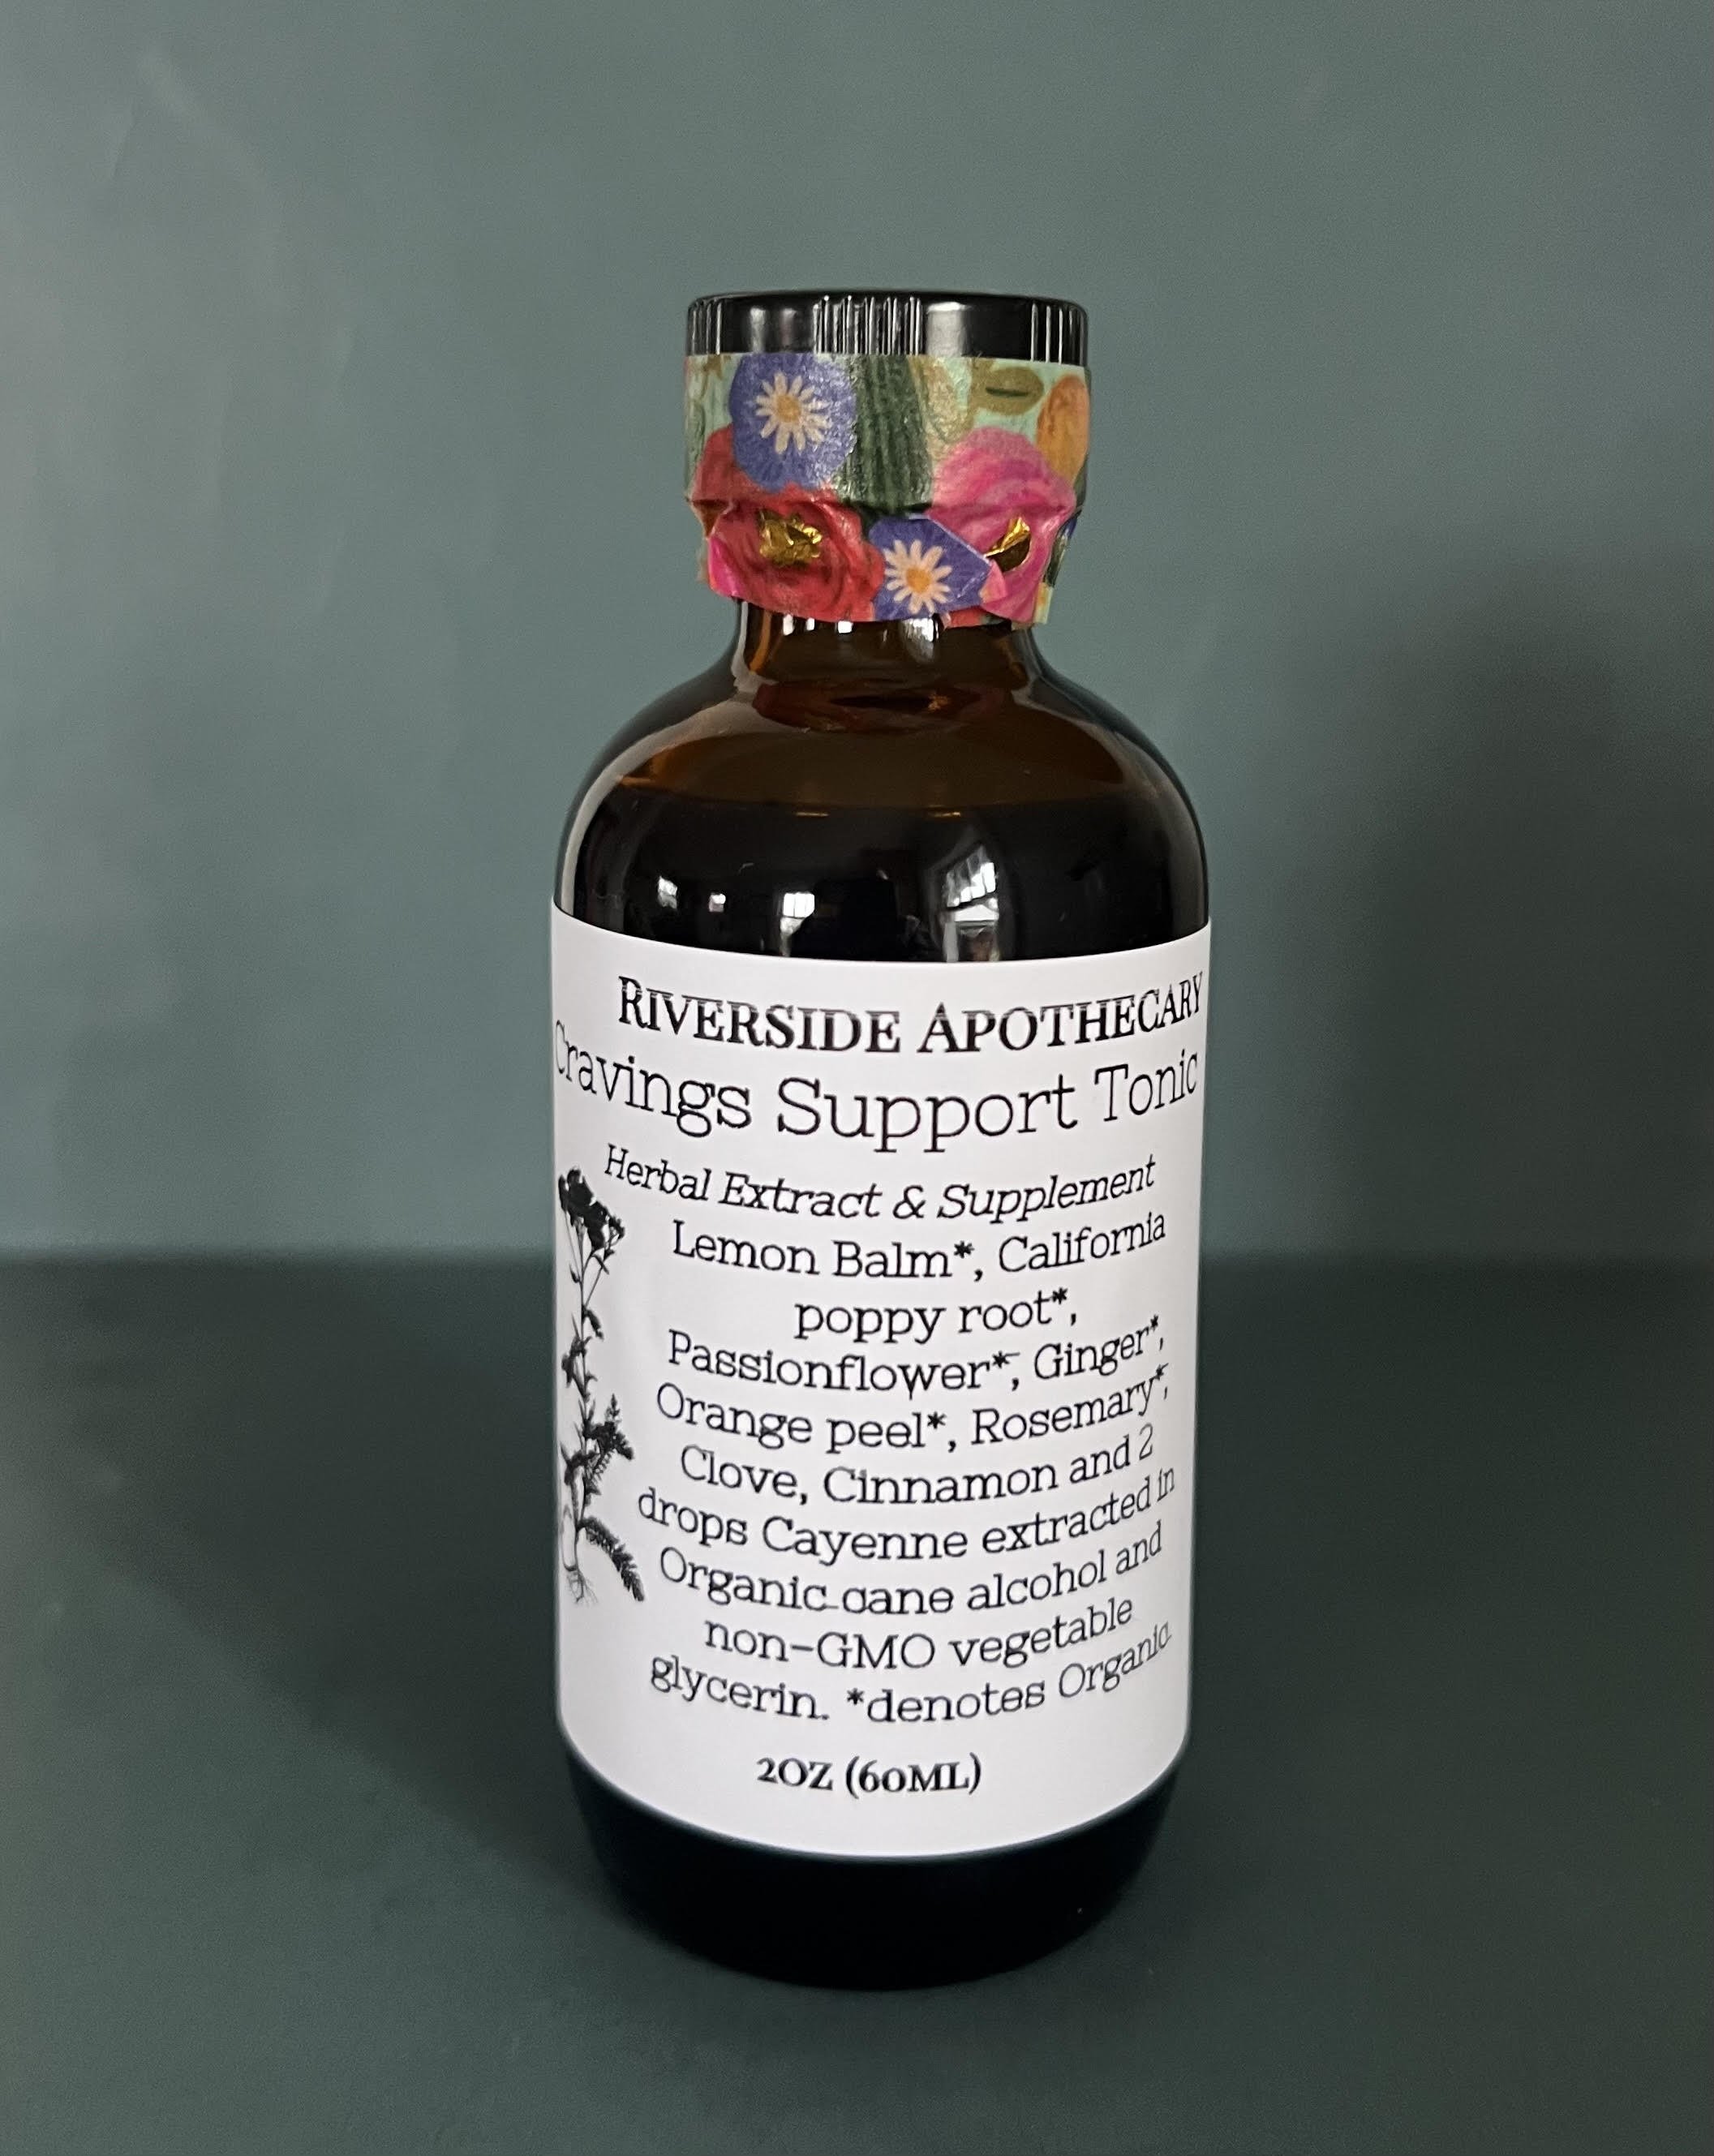 RIVERSIDE APOTHECARY
Cravings Support Tonic
Herbal Extract & Supplement
Lemon Balm*, California
poppy root*,
Passionflower*, Ginger*,
Orange peel*, Rosemary*,
Clove, Cinnamon and 2
drops Cayenne extracted in
Organic cane alcohol and
non-GMO vegetable
glycerin. *denotes Organic
2OZ (60ML)